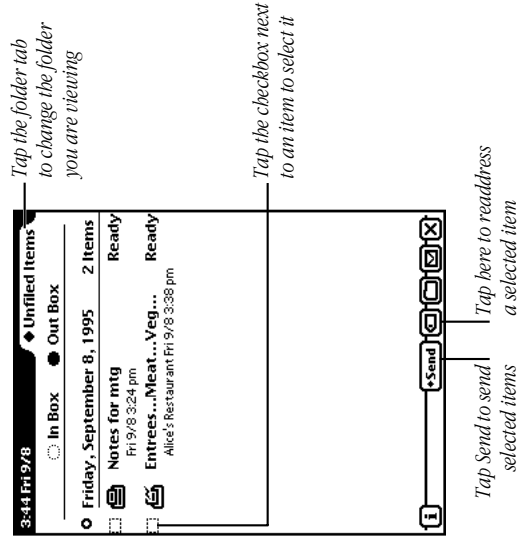 3:44 Fri 9/8
◆Unfiled Items
In Box
Out Box
Friday, September 8, 1995 2 Items
Notes for mtg Ready
Fri 9/8 3:24 pm
Entrees...Meat...Veg... Ready
Alice's Restaurant Fri 9/8 3:38 pm
i
◆Send
X
Tap the folder tab
to change the folder
you are viewing
Tap the checkbox next
to an item to select it
Tap Send to send
selected items
Tap here to readdress
a selected item